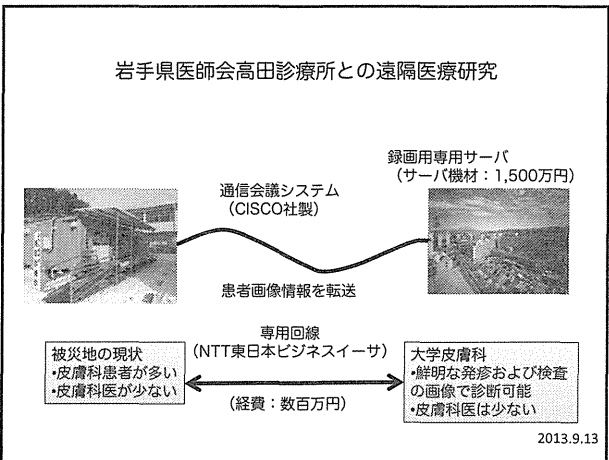 岩手県医師会高田診療所との遠隔医療研究
録画用専用サーバ
（サーバ機材：1,500万円）
通信会議システム
（CISCO社製）
患者画像情報を転送
専用回線
（NTT東日本ビジネスイーサ）
（経費：数百万円）
被災地の現状
•皮膚科患者が多い
•皮膚科医が少ない
大学皮膚科
•鮮明な発疹および検査
の画像で診断可能
•皮膚科医は少ない
2013.9.13